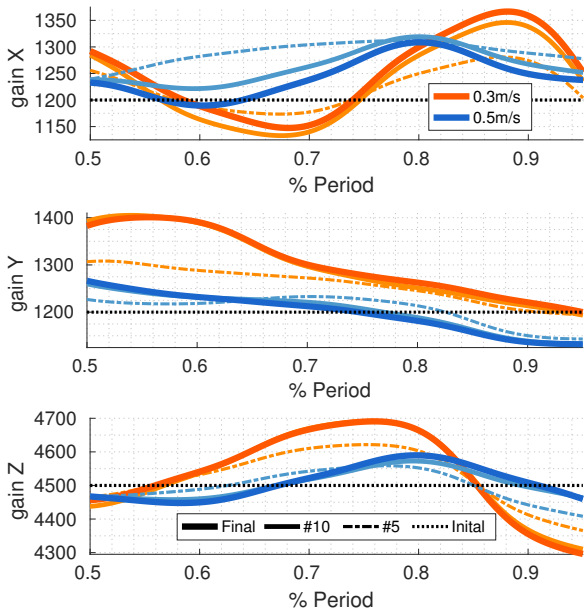 gain X
1350
1300
1250
1200
1150
0.3m/s
0.5m/s
0.5 0.6 0.7 0.8 0.9
% Period
gain Y
1400
1300
1200
0.5 0.6 0.7 0.8 0.9
% Period
gain Z
4700
4600
4500
4400
4300
Final #10 #5 Inital
0.5 0.6 0.7 0.8 0.9
% Period